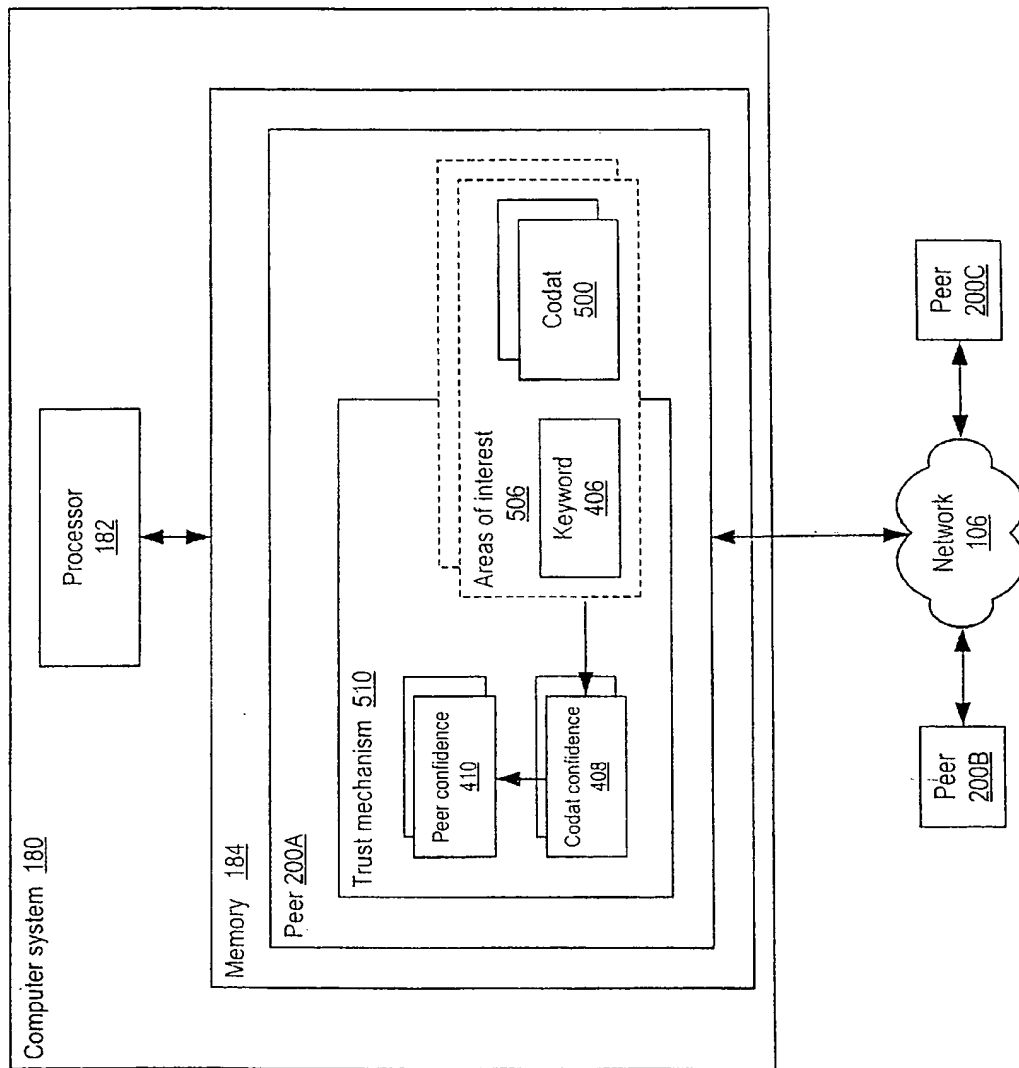 Computer system 180
Processor
182
Memory 184
Peer 200A
Trust mechanism 510
Peer confidence
410
Codat confidence
408
Areas of interest
506
Keyword
406
Codat
500
Peer
200B
Network
106
Peer
200C